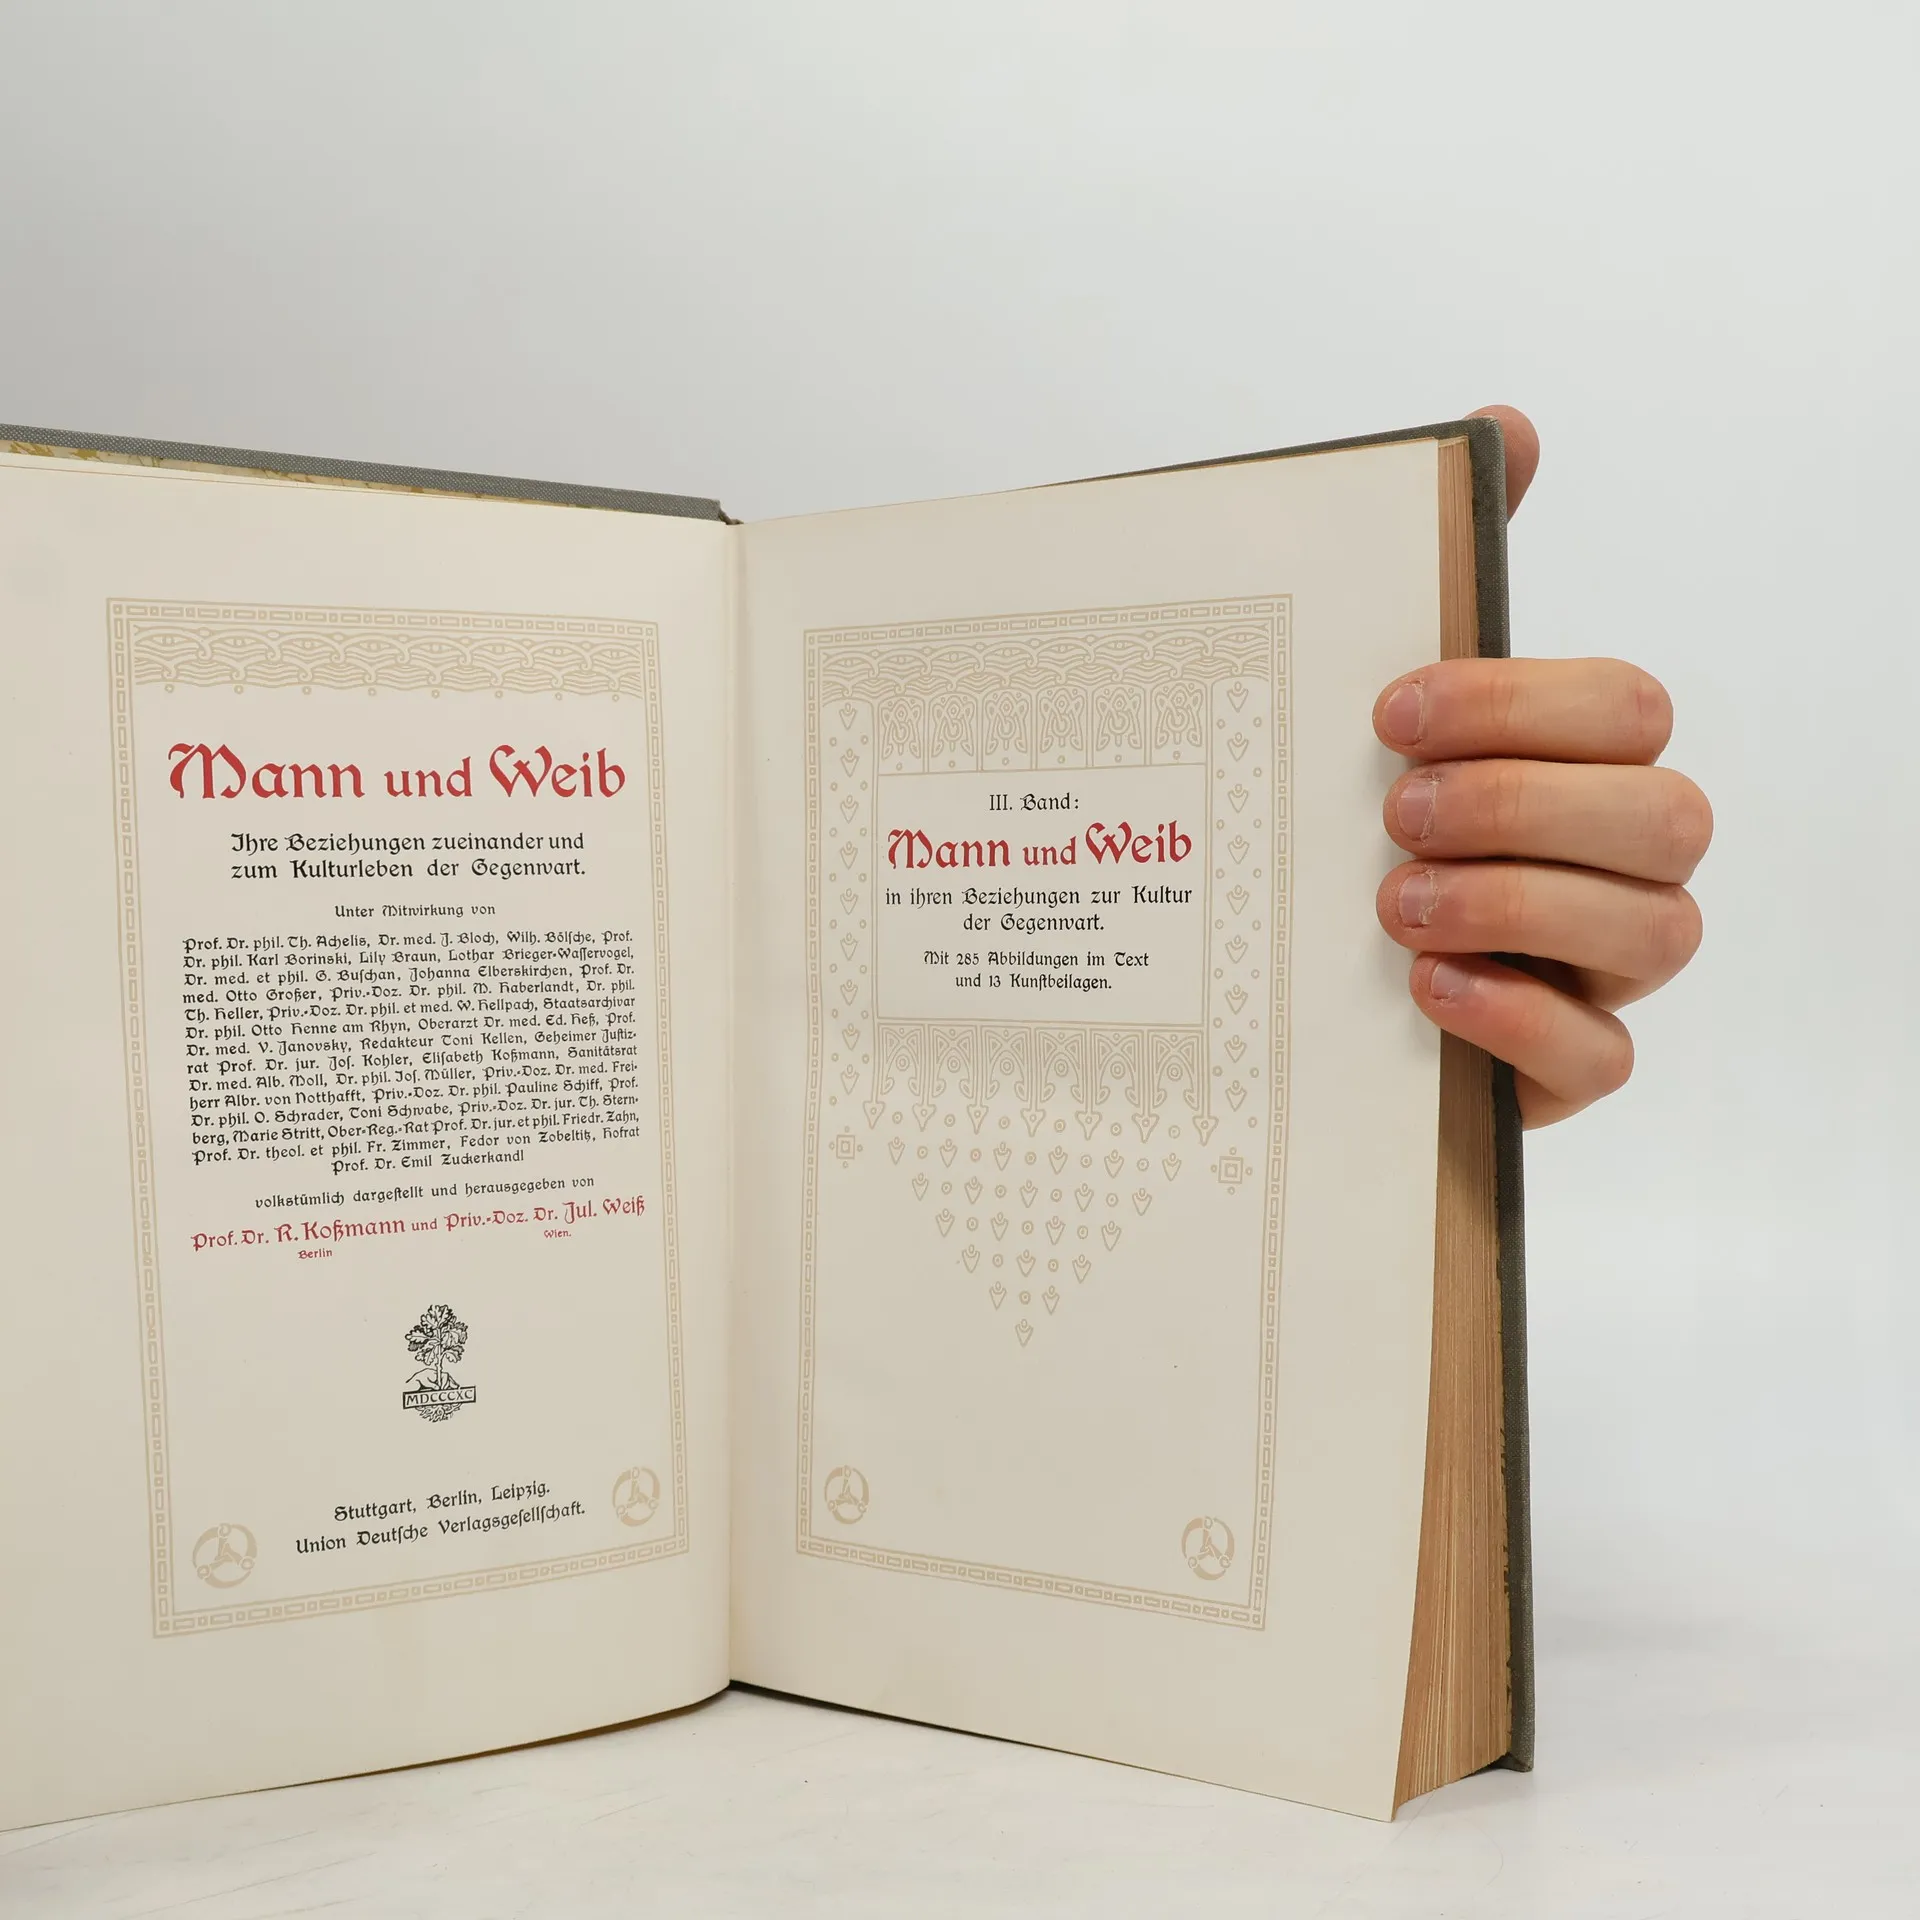 Mann und Weib
Ihre Beziehungen zueinander und
zum Kulturleben der Gegenwart.
Unter Mitwirkung von
Prof. Dr. phil. Th. Achelis, Dr. med. J. Bloch, Wilh. Bölſche, Prof.
Dr. phil. Karl Borinski, Lily Braun, Lothar Brieger-Waſſervogel,
Dr. med. et phil. G. Buſchan, Johanna Elberskirchen, Prof. Dr.
med. Otto Großer, Priv.-Doz. Dr. phil. M. Haberlandt, Dr. phil.
Th. Heller, Priv.-Doz. Dr. phil. et med. W. Hellpach, Staatsarchivar
Dr. phil. Otto Henne am Rhyn, Oberarzt Dr. med. Ed. Heß, Prof.
Dr. med. V. Janovsky, Redakteur Toni Kellen, Geheimer Juſtiz-
rat Prof. Dr. jur. Joſ. Kohler, Eliſabeth Koßmann, Sanitätsrat
Dr. med. Alb. Moll, Dr. phil. Joſ. Müller, Priv.-Doz. Dr. med. Frei-
herr Albr. von Notthafft, Priv.-Doz. Dr. phil. Pauline Schiff, Prof.
Dr. phil. O. Schrader, Toni Schwabe, Priv.-Doz. Dr. jur. Th. Stern-
berg, Marie Stritt, Ober-Reg.-Rat Prof. Dr. jur. et phil. Friedr. Zahn,
Prof. Dr. theol. et phil. Fr. Zimmer, Fedor von Zobeltitz, Hofrat
Prof. Dr. Emil Zuckerkandl
volkstümlich dargeſtellt und herausgegeben von
Prof. Dr. R. Koßmann und Priv.-Doz. Dr. Jul. Weiß
Berlin Wien.
MDCCCXC
Stuttgart, Berlin, Leipzig.
Union Deutſche Verlagsgeſellſchaft.
III. Band:
Mann und Weib
in ihren Beziehungen zur Kultur
der Gegenwart.
Mit 285 Abbildungen im Text
und 13 Kunſtbeilagen.